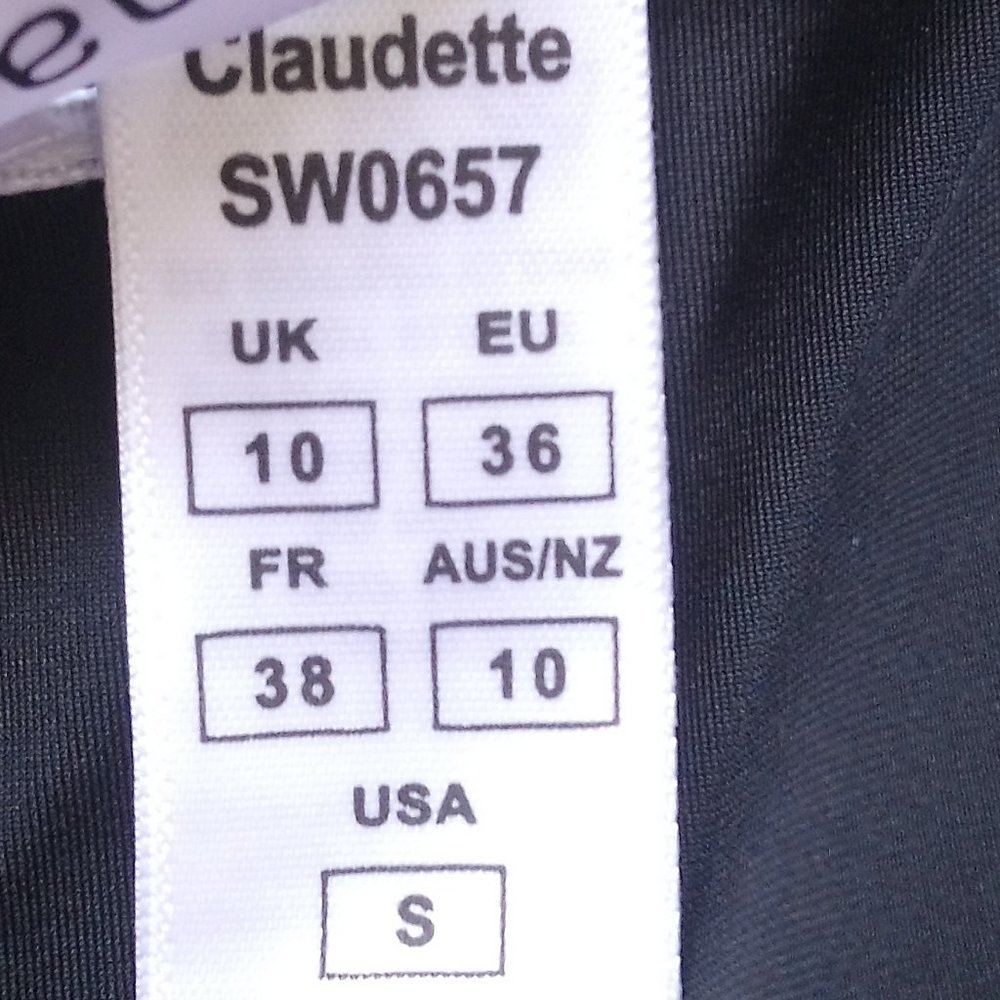 Claudette
SW0657
UK EU
10 36
FR AUS/NZ
38 10
USA
S